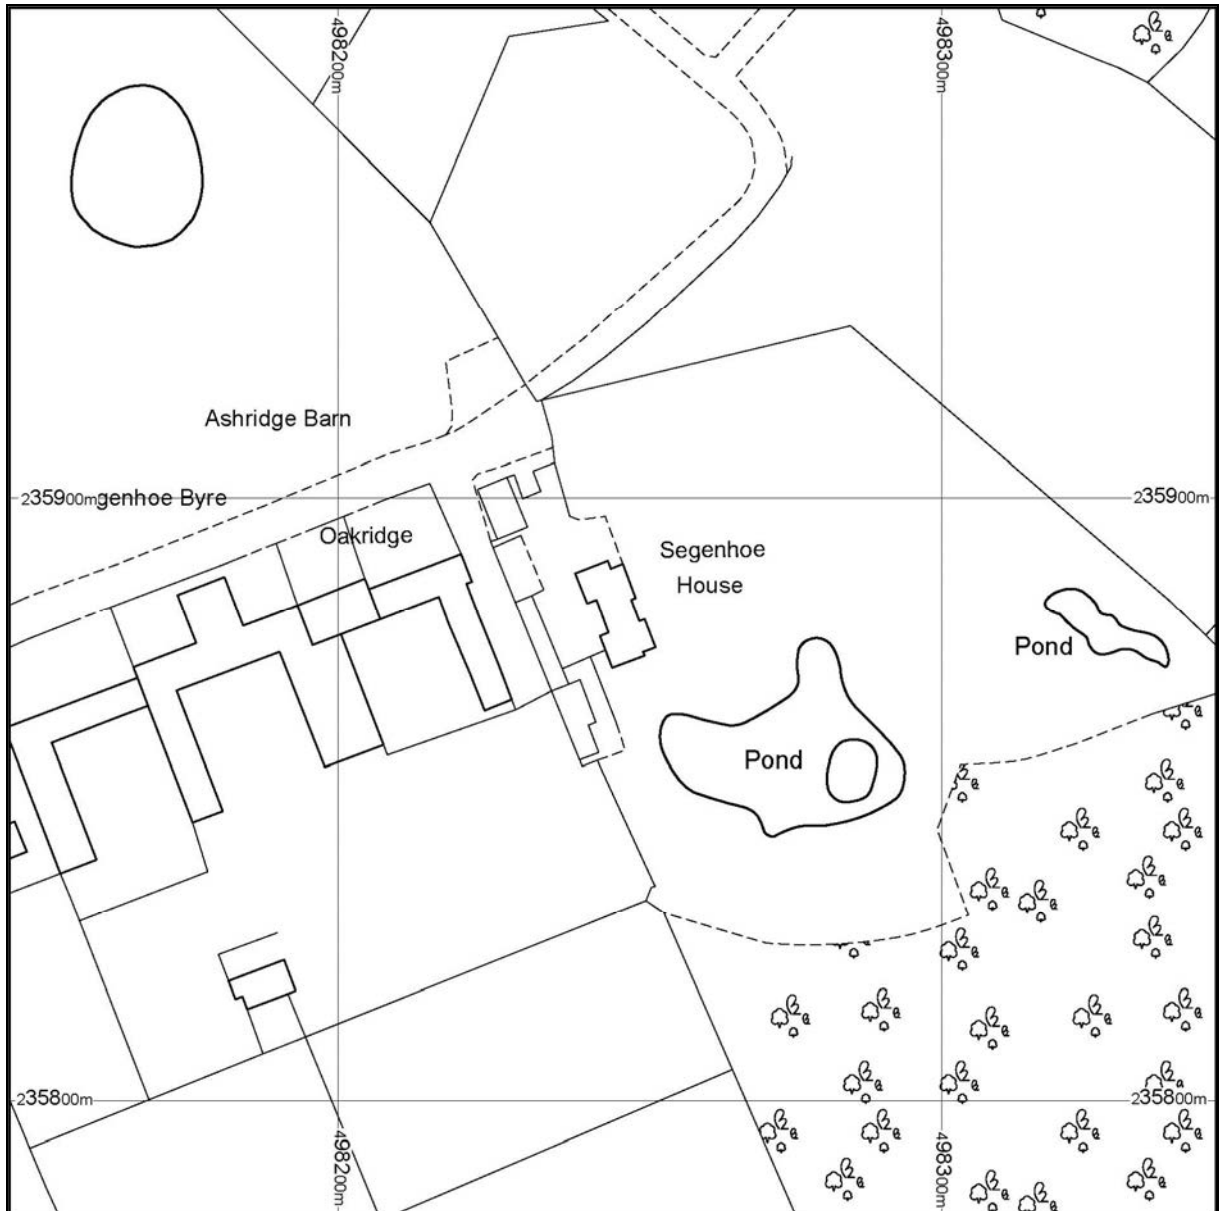 498200m
498300m
Ashridge Barn
235900m
genhoe Byre
235900m
Oakridge
Segenhoe
House
Pond
Pond
235800m
235800m
498200m
498300m